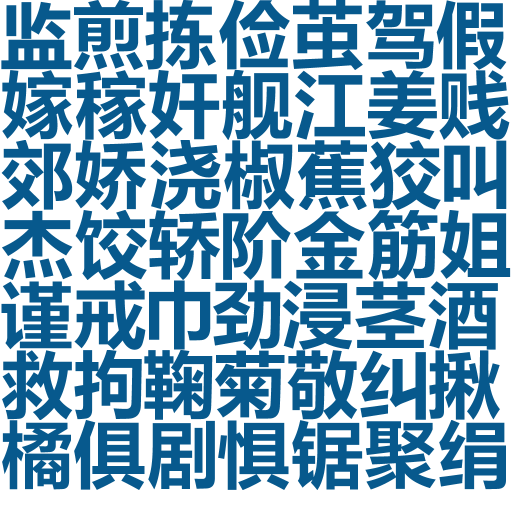 监煎拣俭茧驾假
嫁稼奸舰江姜贱
郊娇浇椒蕉狡叫
杰饺轿阶金筋姐
谨戒巾劲浸茎酒
救拘鞠菊敬纠揪
橘俱剧惧锯聚绢